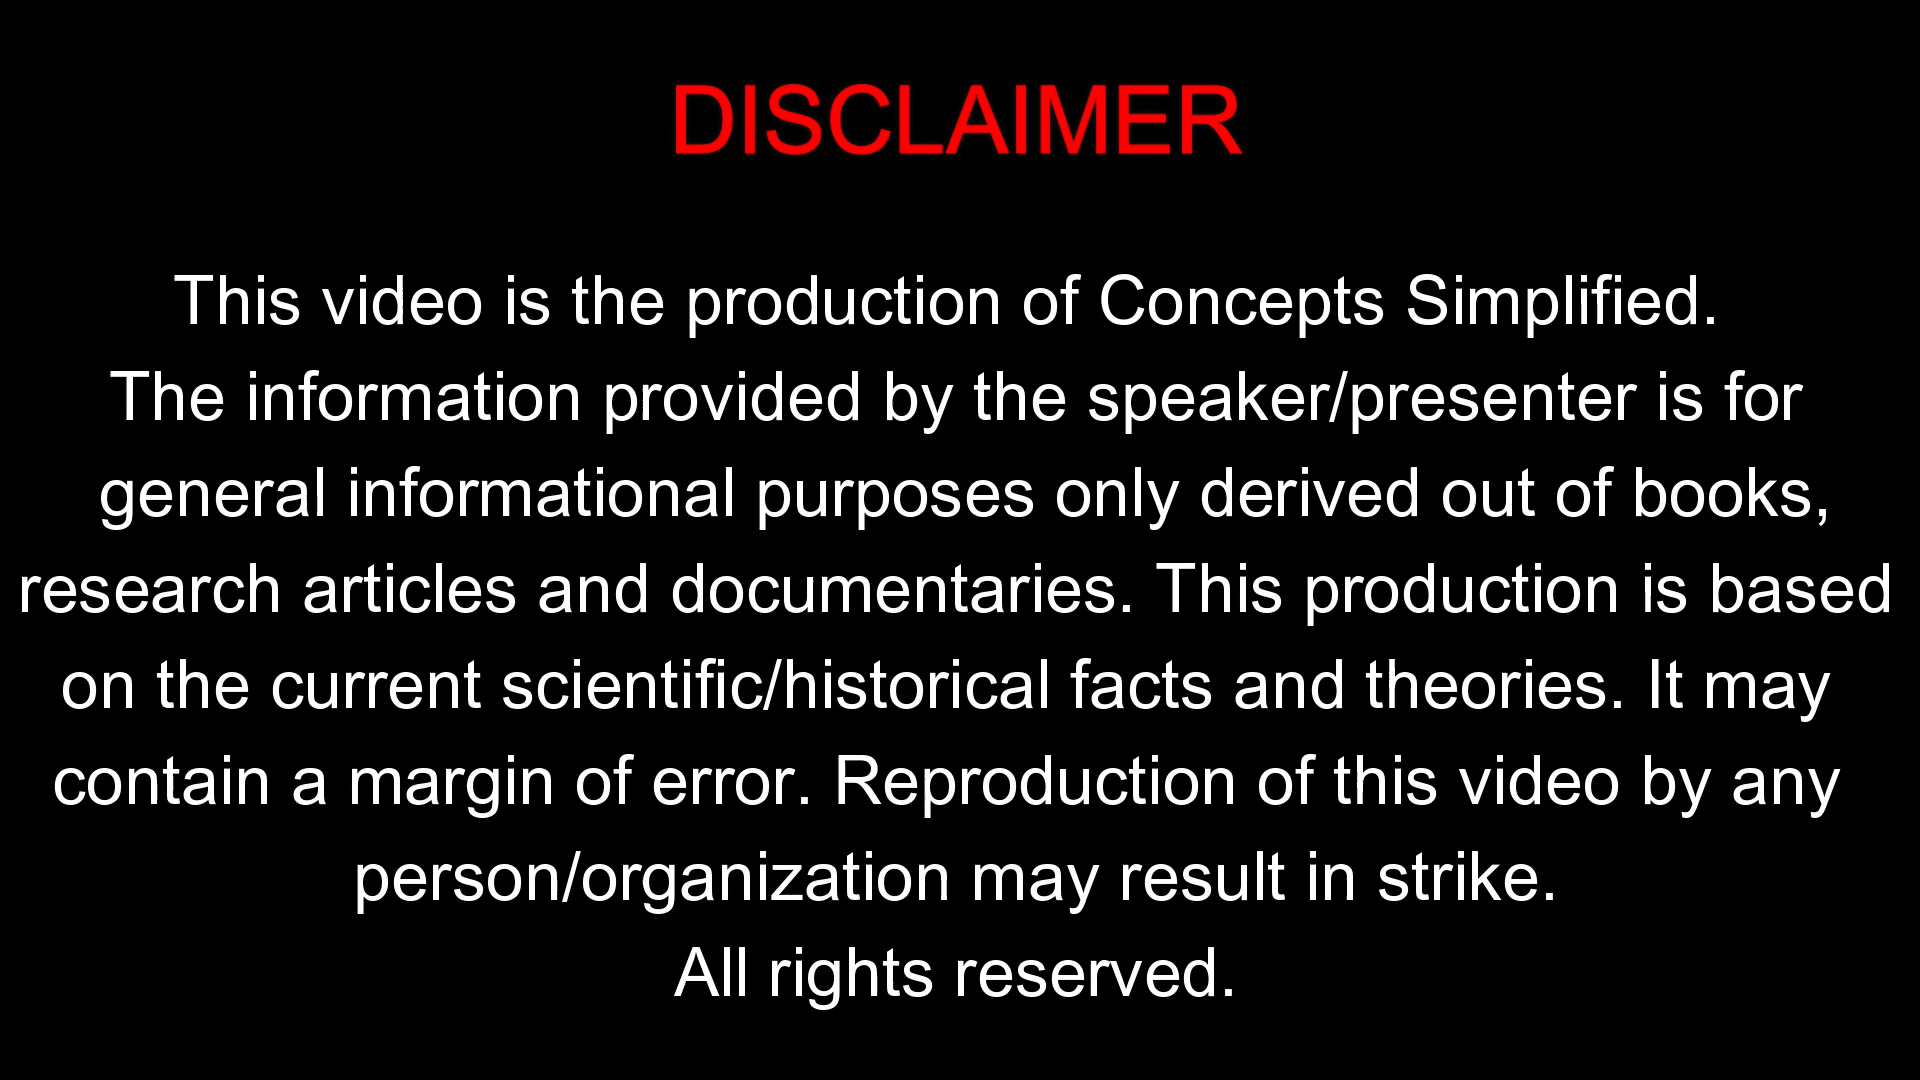 DISCLAIMER
This video is the production of Concepts Simplified.
The information provided by the speaker/presenter is for
general informational purposes only derived out of books,
research articles and documentaries. This production is based
on the current scientific/historical facts and theories. It may
contain a margin of error. Reproduction of this video by any
person/organization may result in strike.
All rights reserved.